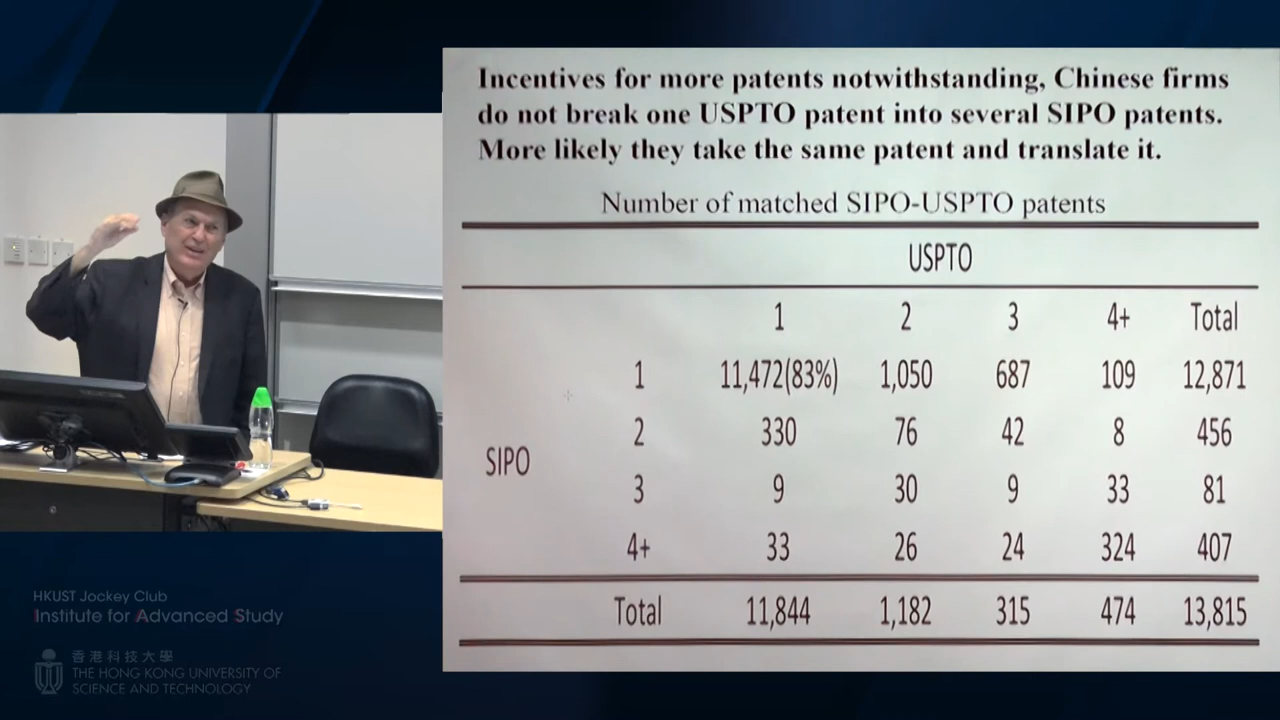 Incentives for more patents notwithstanding, Chinese firms
do not break one USPTO patent into several SIPO patents.
More likely they take the same patent and translate it.
Number of matched SIPO-USPTO patents
USPTO
1 2 3 4+ Total
1 11,472(83%) 1,050 687 109 12,871
2 330 76 42 8 456
SIPO
3 9 30 9 33 81
4+ 33 26 24 324 407
Total 11,844 1,182 315 474 13,815
HKUST Jockey Club
Institute for Advanced Study
香港科技大學
THE HONG KONG UNIVERSITY OF
SCIENCE AND TECHNOLOGY